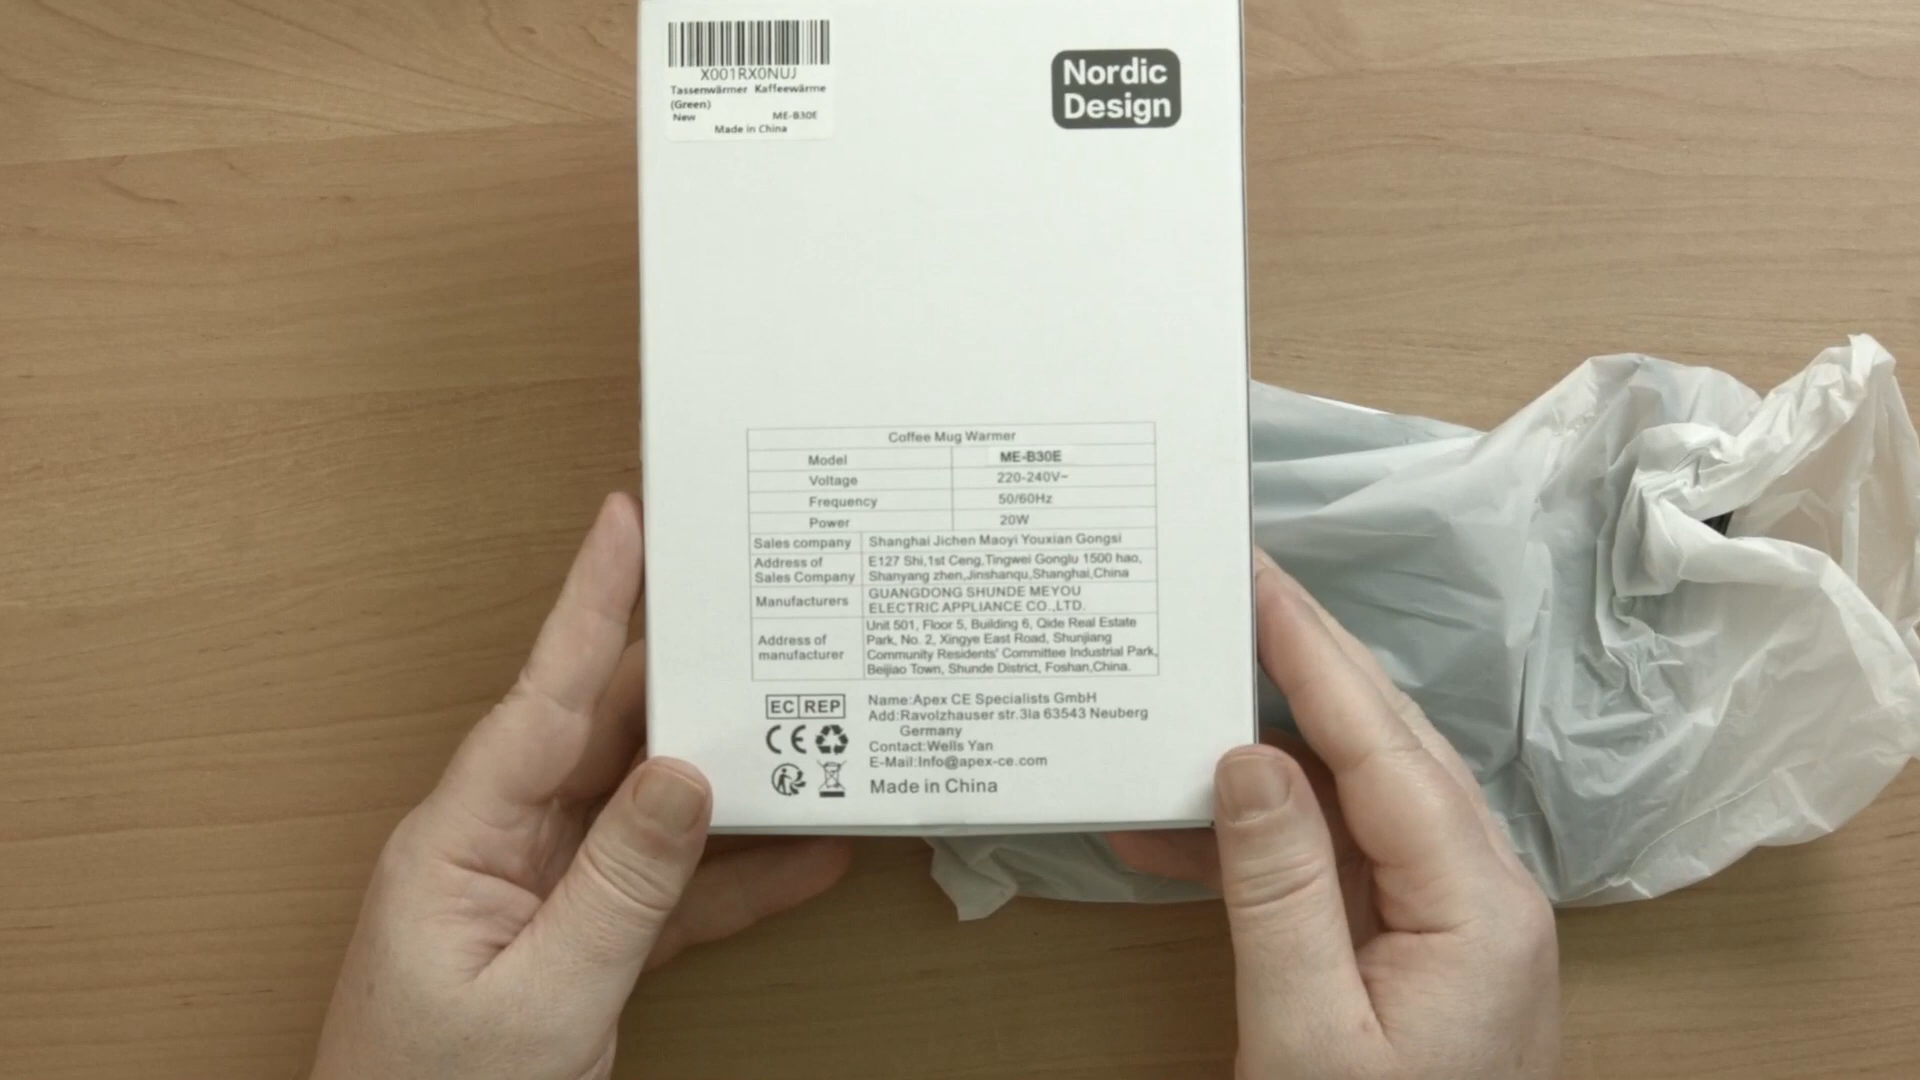 X001RX0NUJ
Tassenwärmer Kaffeewärme
(Green)
New ME-B30E
Made in China
Nordic
Design
Coffee Mug Warmer
Model ME-B30E
Voltage 220-240V~
Frequency 50/60Hz
Power 20W
Sales company Shanghai Jichen Maoyi Youxian Gongsi
Address of
Sales Company
E127 Shi,1st Ceng,Tingwei Gonglu 1500 hao,
Shanyang zhen,Jinshanqu,Shanghai,China
Manufacturers
GUANGDONG SHUNDE MEYOU
ELECTRIC APPLIANCE CO.,LTD.
Address of
manufacturer
Unit 501, Floor 5, Building 6, Qide Real Estate
Park, No. 2, Xingye East Road, Shunjiang
Community Residents' Committee Industrial Park,
Beijiao Town, Shunde District, Foshan,China.
EC REP
CE
Name:Apex CE Specialists GmbH
Add:Ravolzhauser str.3la 63543 Neuberg
Germany
Contact:Wells Yan
E-Mail:Info@apex-ce.com
Made in China